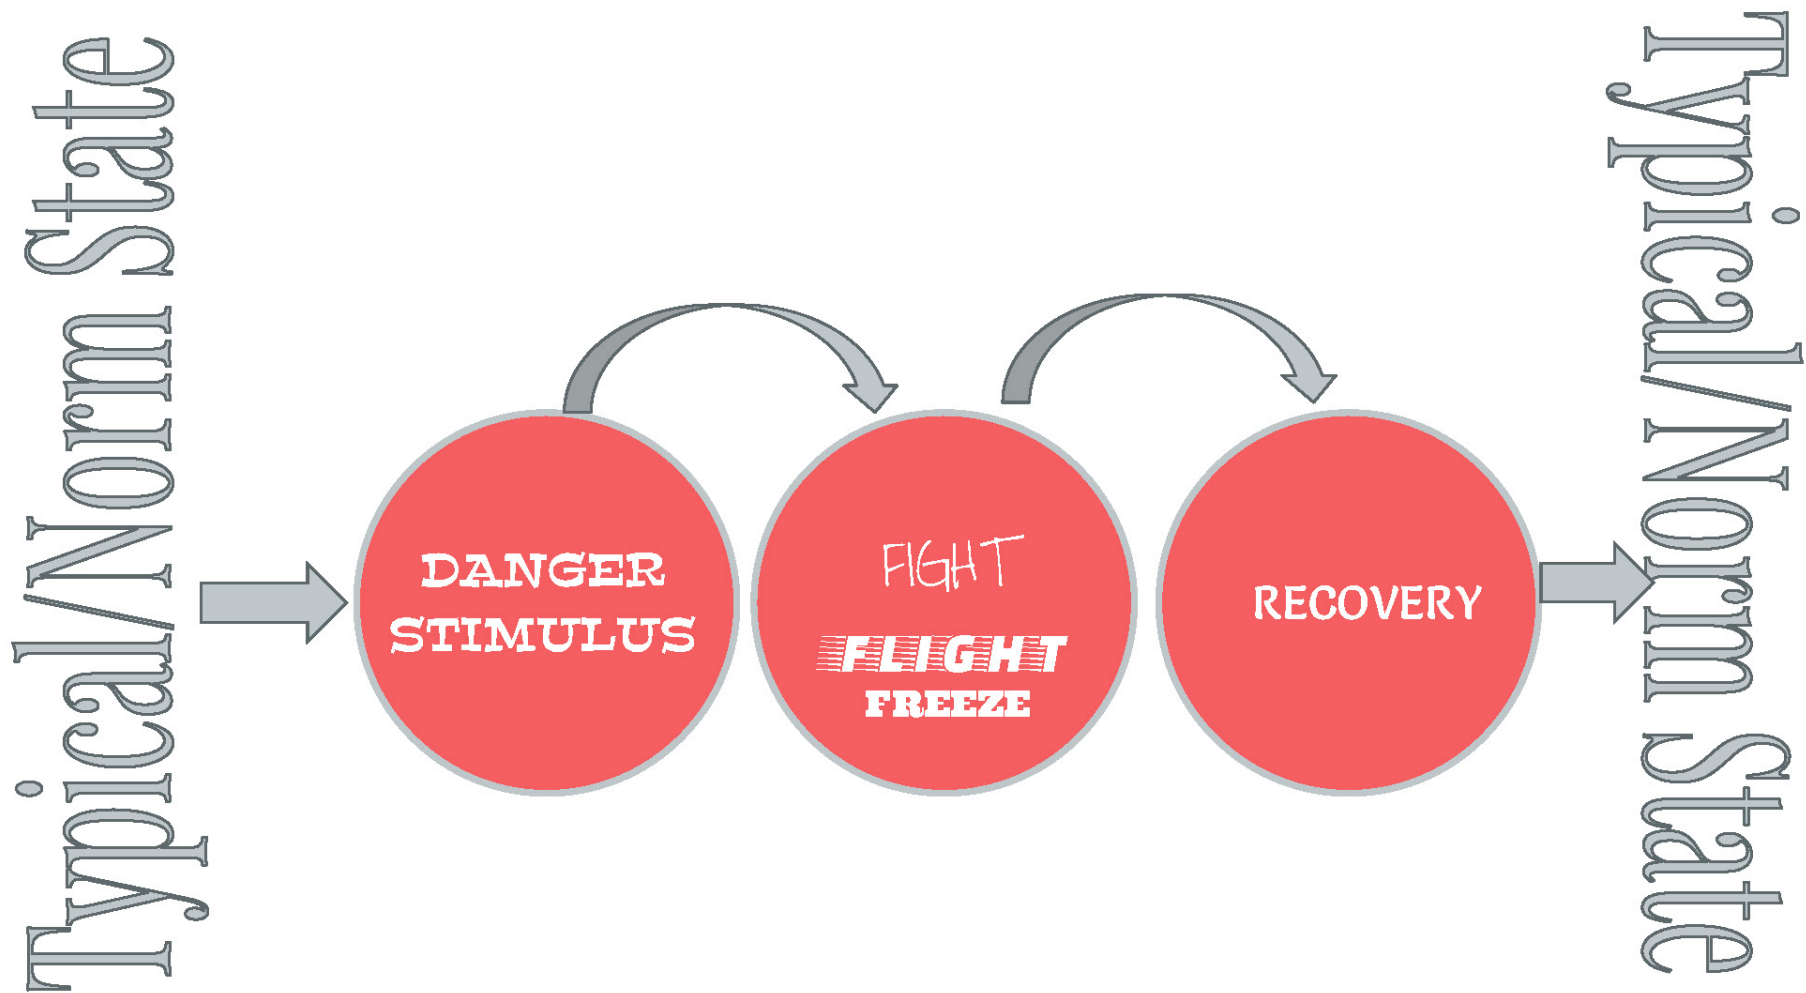 Typical/Norm State
DANGER
STIMULUS
FIGHT
FLIGHT
FREEZE
RECOVERY
Typical/Norm State